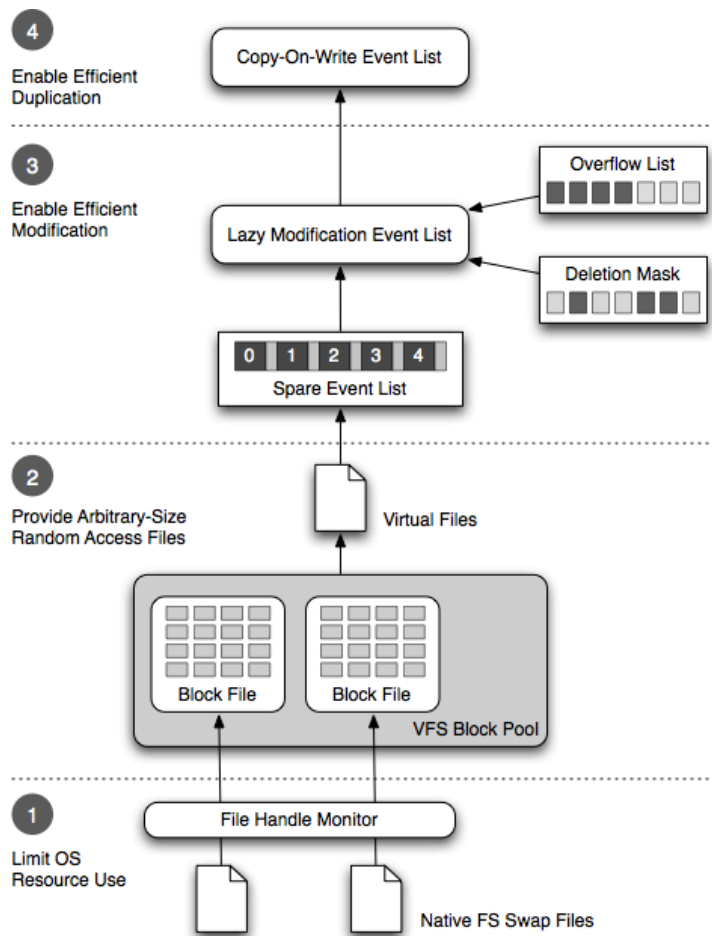 4
Copy-On-Write Event List
Enable Efficient
Duplication
3
Overflow List
Enable Efficient
Modification
Lazy Modification Event List
Deletion Mask
0 1 2 3 4
Spare Event List
2
Provide Arbitrary-Size
Random Access Files
Virtual Files
Block File
Block File
VFS Block Pool
1
File Handle Monitor
Limit OS
Resource Use
Native FS Swap Files